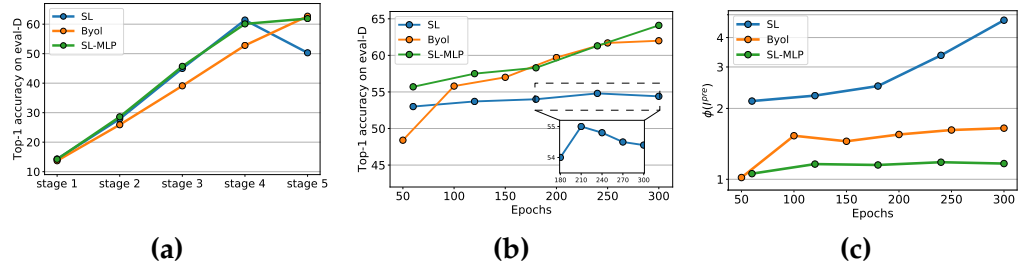 Top-1 accuracy on eval-D
60
50
40
30
20
10
SL
Byol
SL-MLP
stage 1 stage 2 stage 3 stage 4 stage 5
(a)
Top-1 accuracy on eval-D
65
60
55
50
45
SL
Byol
SL-MLP
55
54
180 210 240 270 300
50 100 150 200 250 300
Epochs
(b)
ϕ(I^pre)
4
3
2
1
SL
Byol
SL-MLP
50 100 150 200 250 300
Epochs
(c)